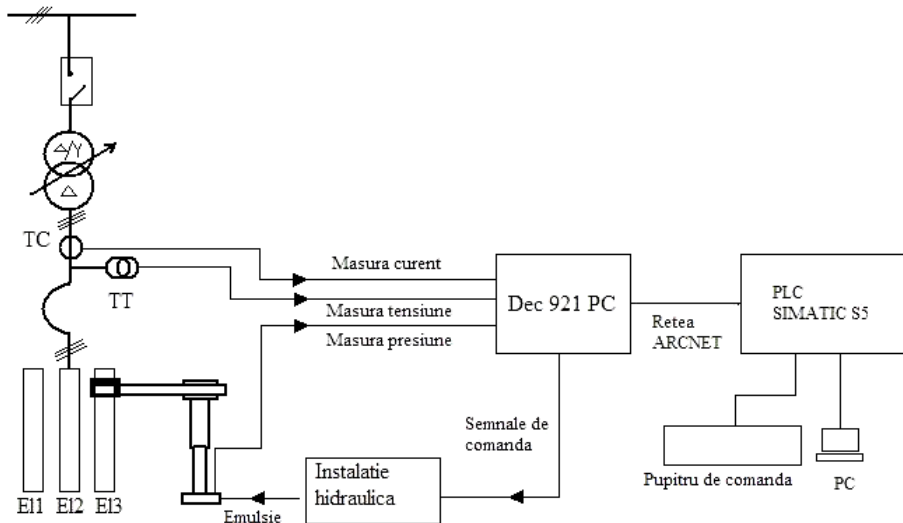 Δ/Y
Δ
TC
TT
Masura curent
Masura tensiune
Masura presiune
Dec 921 PC
Retea
ARCNET
PLC
SIMATIC S5
Semnale de
comanda
Pupitru de comanda
PC
Instalatie
hidraulica
Emulsie
El1
El2
El3